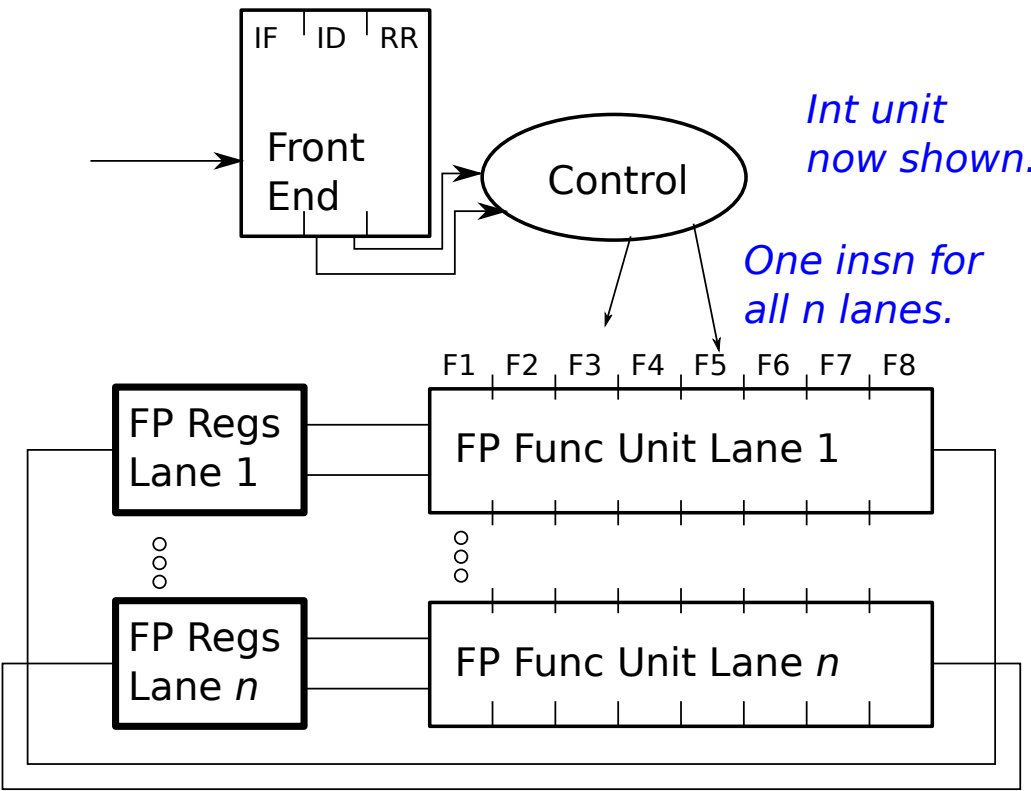 IF ID RR
Front
End
Control
Int unit
now shown.
One insn for
all n lanes.
F1 F2 F3 F4 F5 F6 F7 F8
FP Regs
Lane 1
FP Func Unit Lane 1
FP Regs
Lane n
FP Func Unit Lane n